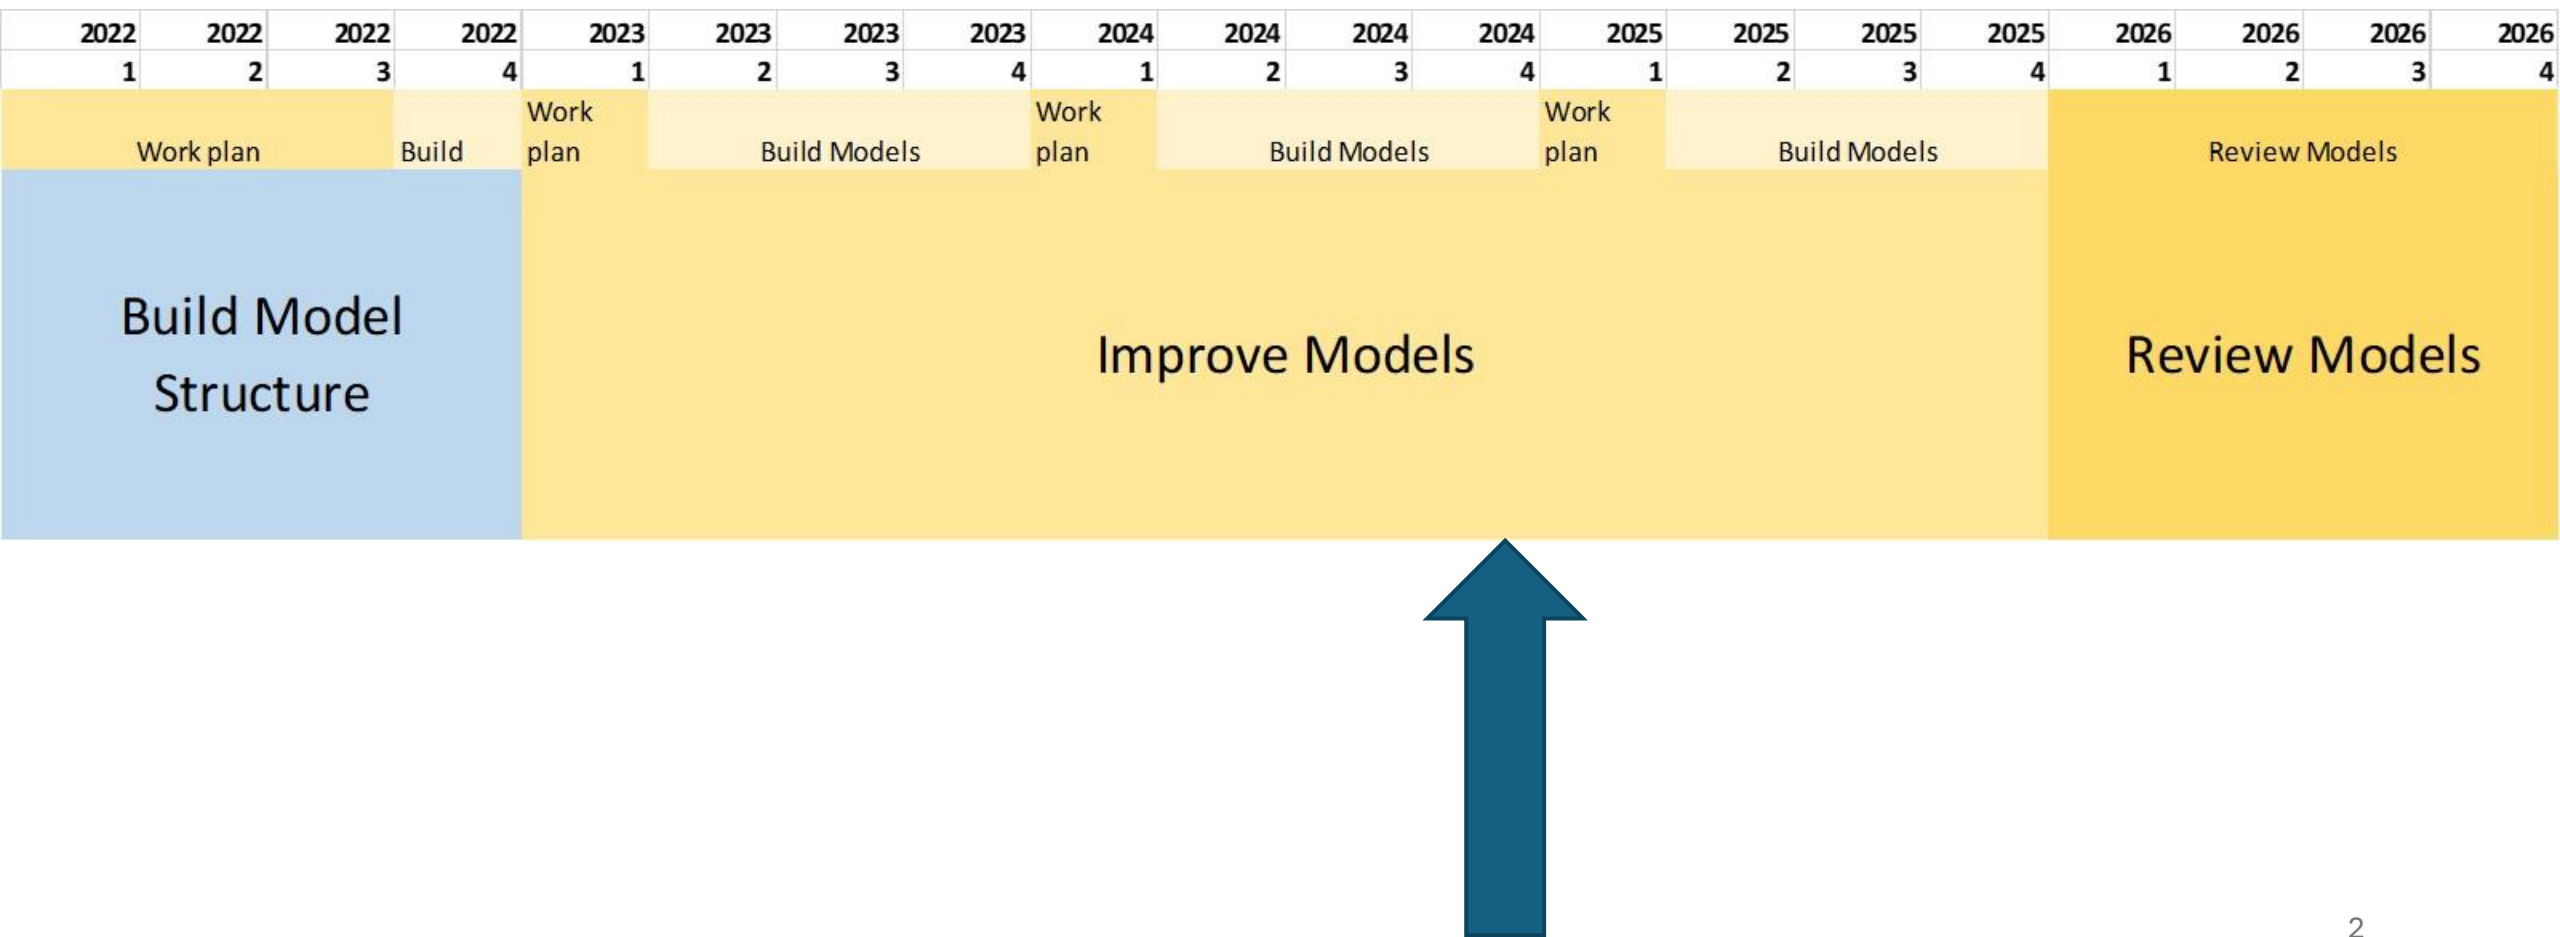 2022 2022 2022 2022 2023 2023 2023 2023 2024 2024 2024 2024 2025 2025 2025 2025 2026 2026 2026 2026
1 2 3 4 1 2 3 4 1 2 3 4 1 2 3 4 1 2 3 4
Work plan
Build
Work
plan
Build Models
Work
plan
Build Models
Work
plan
Build Models
Review Models
Build Model
Structure
Improve Models
Review Models
2